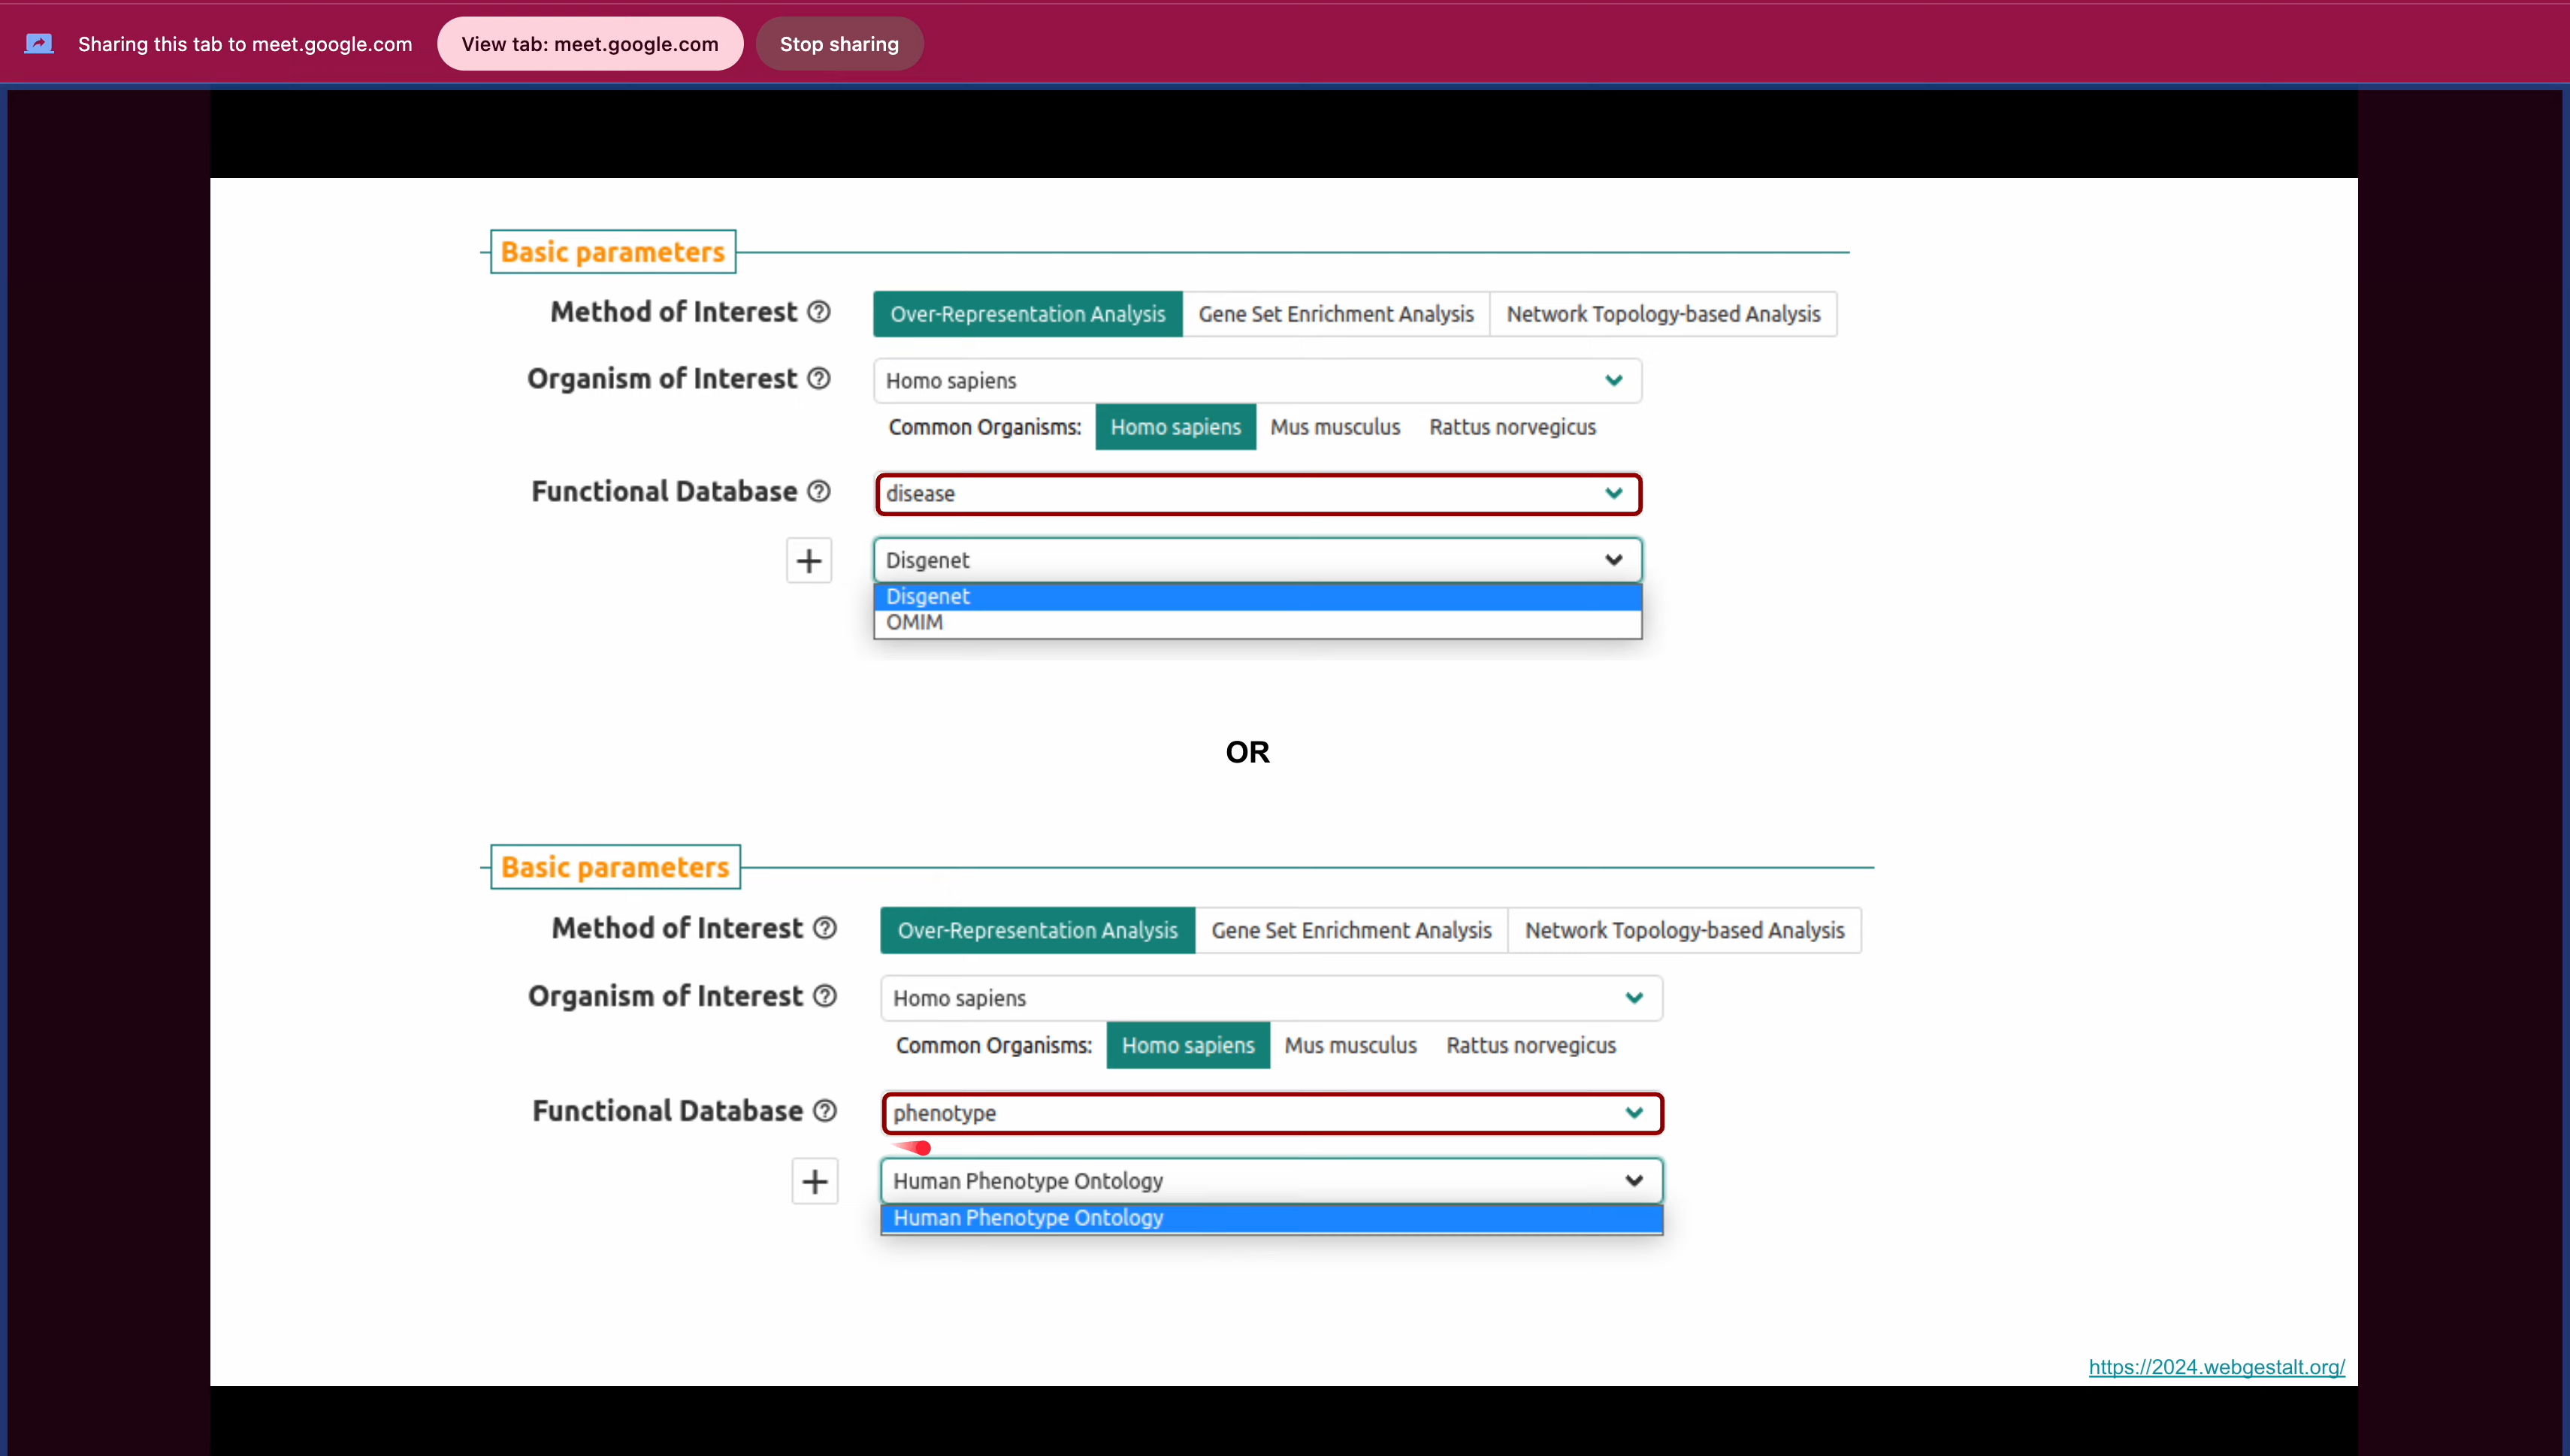 Sharing this tab to meet.google.com View tab: meet.google.com Stop sharing
Basic parameters
Method of Interest ? Over-Representation Analysis Gene Set Enrichment Analysis Network Topology-based Analysis
Organism of Interest ? Homo sapiens
Common Organisms: Homo sapiens Mus musculus Rattus norvegicus
Functional Database ? disease
+ Disgenet
Disgenet
OMIM
OR
Basic parameters
Method of Interest ? Over-Representation Analysis Gene Set Enrichment Analysis Network Topology-based Analysis
Organism of Interest ? Homo sapiens
Common Organisms: Homo sapiens Mus musculus Rattus norvegicus
Functional Database ? phenotype
+ Human Phenotype Ontology
Human Phenotype Ontology
https://2024.webgestalt.org/